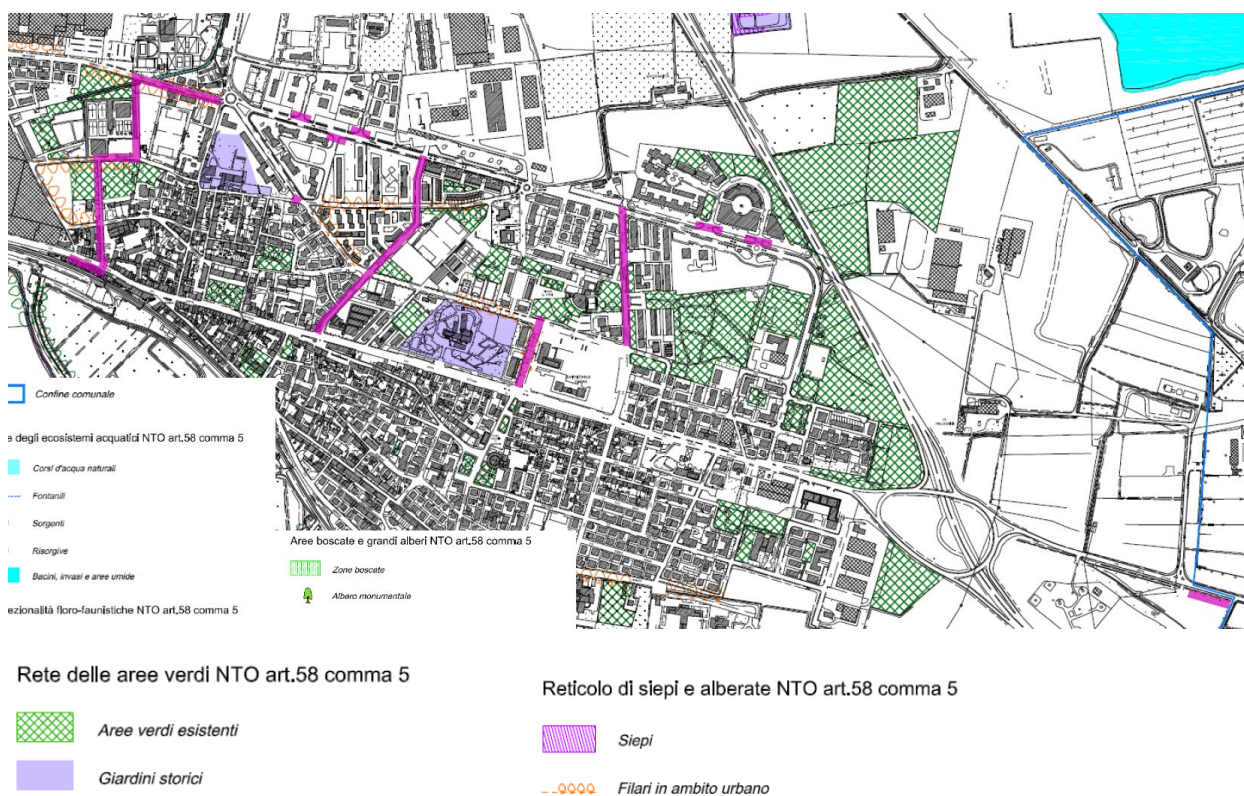 Confine comunale
e degli ecosistemi acquatici NTO art.58 comma 5
Corsi d'acqua naturali
Fontanili
Sorgenti
Risorgive
Bacini, invasi e aree umide
ezionalità floro-faunistiche NTO art.58 comma 5
Aree boscate e grandi alberi NTO art.58 comma 5
Zone boscate
Albero monumentale
Rete delle aree verdi NTO art.58 comma 5
Aree verdi esistenti
Giardini storici
Reticolo di siepi e alberate NTO art.58 comma 5
Siepi
Filari in ambito urbano